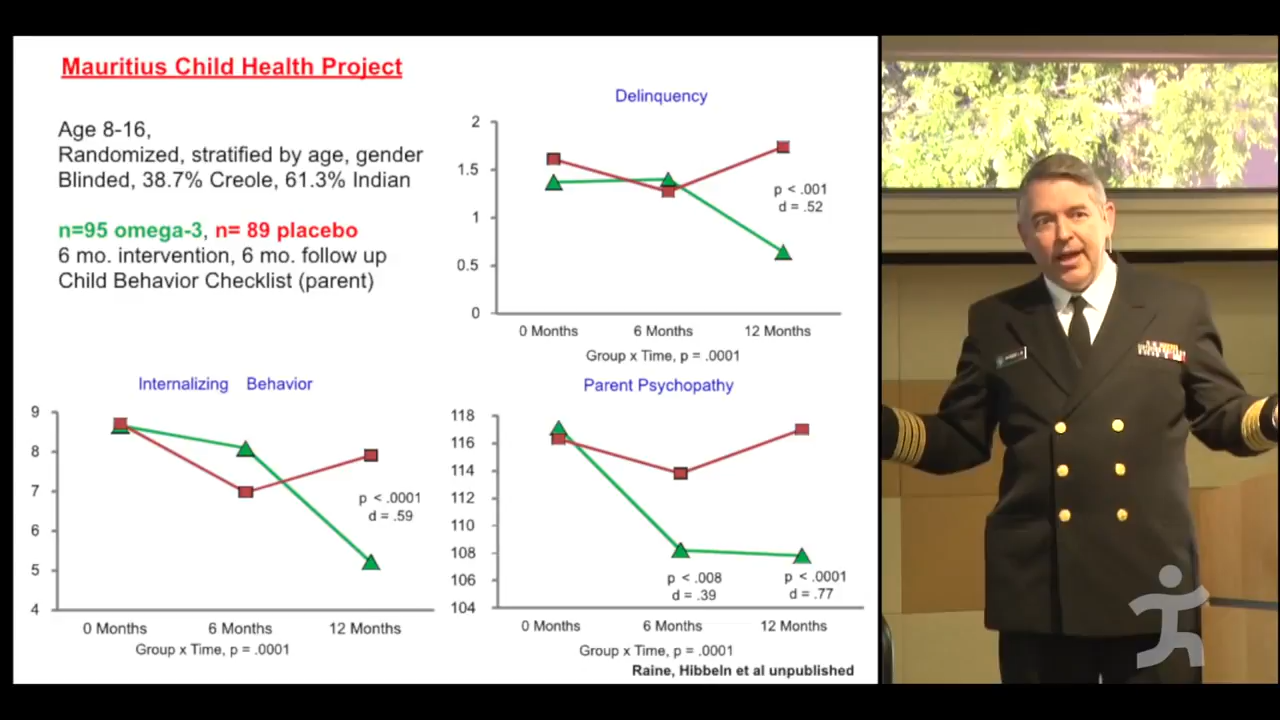 Mauritius Child Health Project
Age 8-16,
Randomized, stratified by age, gender
Blinded, 38.7% Creole, 61.3% Indian
n=95 omega-3, n= 89 placebo
6 mo. intervention, 6 mo. follow up
Child Behavior Checklist (parent)
Delinquency
2
1.5
1
0.5
0
p < .001
d = .52
0 Months 6 Months 12 Months
Group x Time, p = .0001
Internalizing Behavior
9
8
7
6
5
4
p < .0001
d = .59
0 Months 6 Months 12 Months
Group x Time, p = .0001
Parent Psychopathy
118
116
114
112
110
108
106
104
p < .008
d = .39
p < .0001
d = .77
0 Months 6 Months 12 Months
Group x Time, p = .0001
Raine, Hibbeln et al unpublished